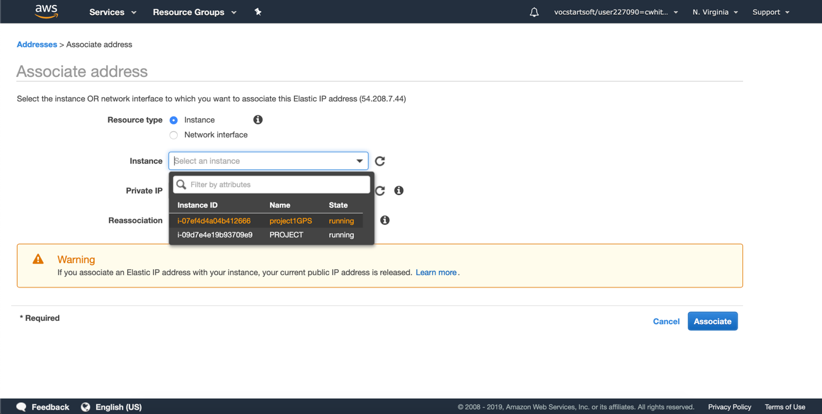 aws Services Resource Groups vocstartsoft/user227090=cwhit... N. Virginia Support
Addresses > Associate address
Associate address
Select the instance OR network interface to which you want to associate this Elastic IP address (54.208.7.44)
Resource type Instance
Network interface
Instance Select an instance
Private IP Filter by attributes
Instance ID Name State
Reassociation i-07ef4d4a04b412666 project1GPS running
i-09d7e4e19b93709e9 PROJECT running
Warning
If you associate an Elastic IP address with your instance, your current public IP address is released. Learn more.
* Required
Cancel Associate
Feedback English (US) © 2008 - 2019, Amazon Web Services, Inc. or its affiliates. All rights reserved. Privacy Policy Terms of Use